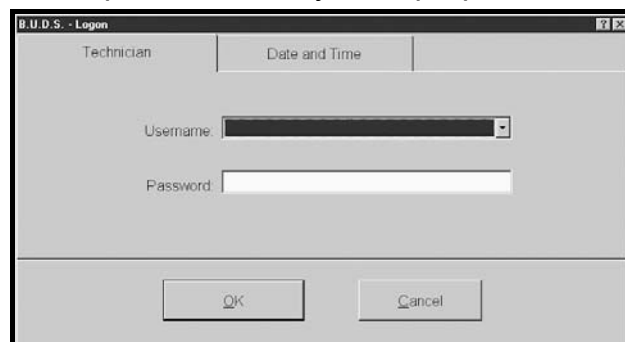 B.U.D.S. - Logon
Technician
Date and Time
Username:
Password:
OK
Cancel